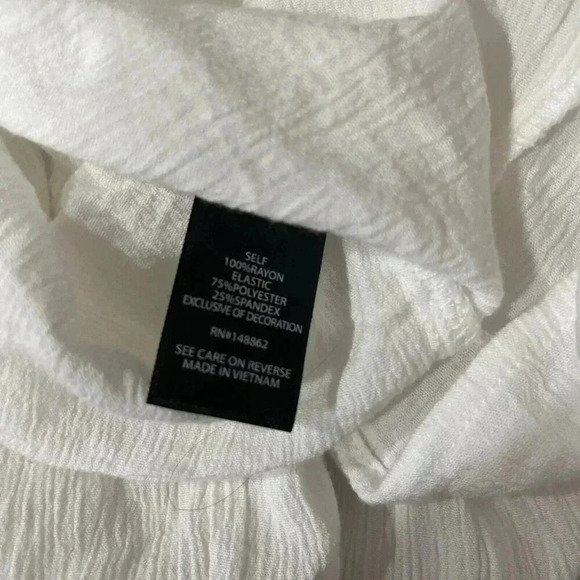 SELF
100%RAYON
ELASTIC
75%POLYESTER
25%SPANDEX
EXCLUSIVE OF DECORATION
RN#148862
SEE CARE ON REVERSE
MADE IN VIETNAM